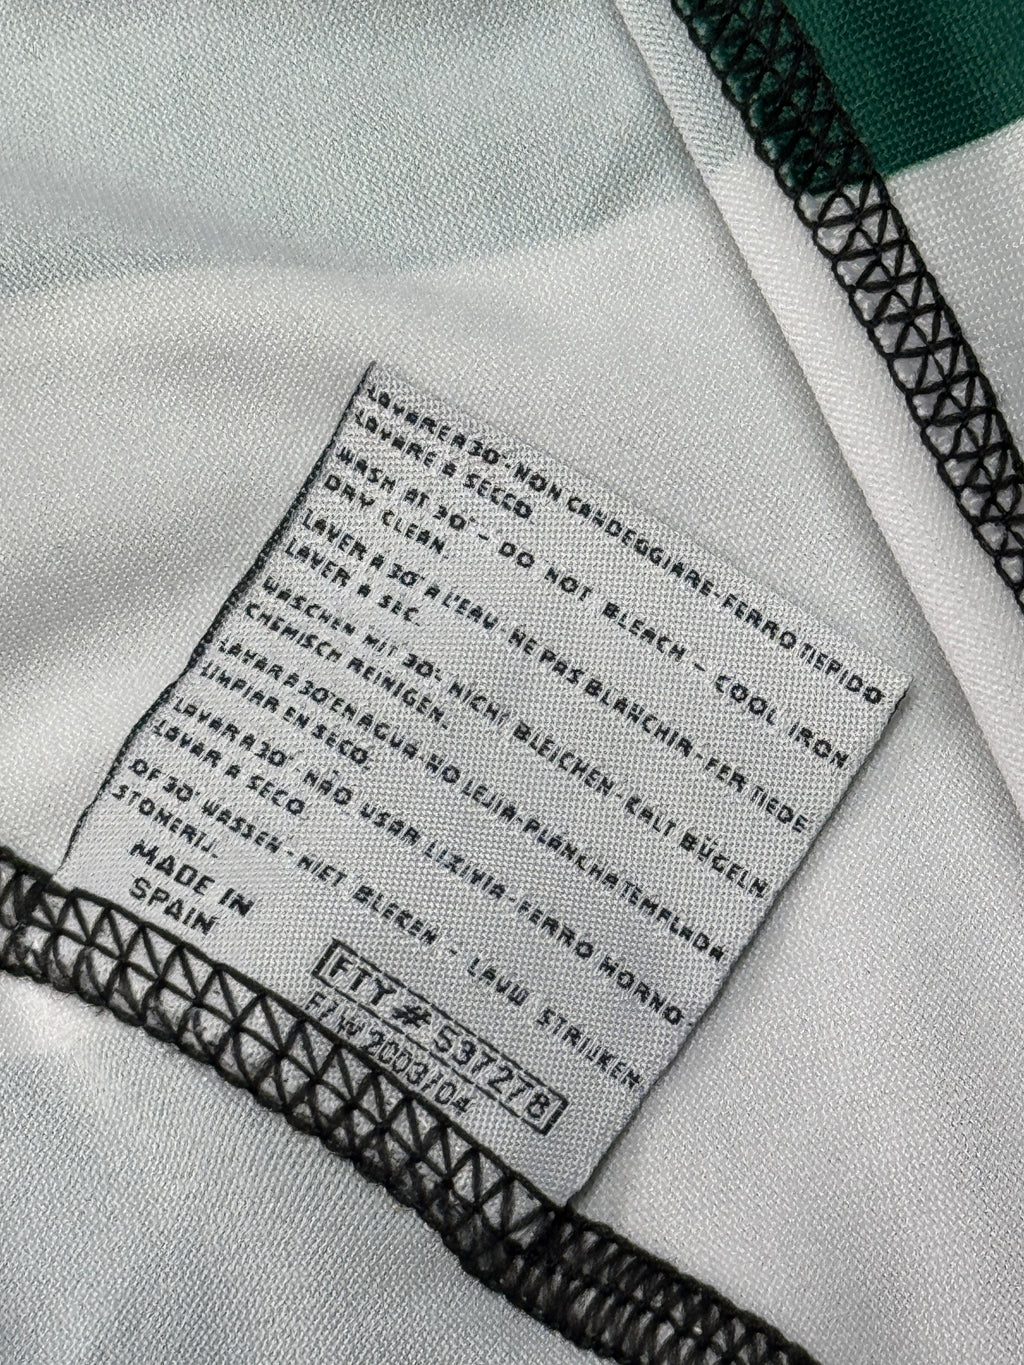 LAVARE A 30°-NON CANDEGGIARE-FERRO TIEPIDO
LAVARE A SECCO
WASH AT 30° - DO NOT BLEACH - COOL IRON
DRY CLEAN.
LAVER A 30° A L'EAU-NE PAS BLANCHIR-FER TIEDE
LAVER A SEC.
WASCHEN MIT 30°- NICHT BLEICHEN-KALT BÜGELN
CHEMISCH REINIGEN.
LAVAR A 30°EN AGUA-NO LEJIA-PLANCHA TEMPLADA
LIMPIAR EN SECO.
LAVAR A 30° NÃO USAR LIXIVIA-FERRO MORNO
LAVAR A SECO
OF 30° WASSEN-NIET BLEKEN - LAUW STRIJKEN
STOMERIJ.
MADE IN
SPAIN
FTY # 537278
F/W 2003/04